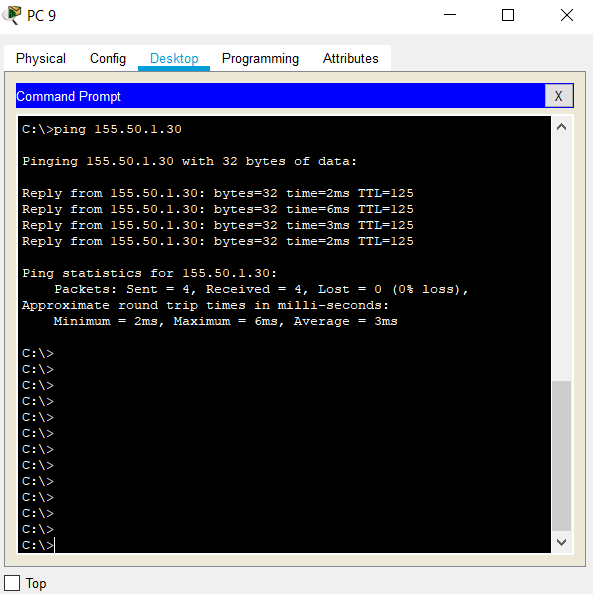 PC 9
Physical Config Desktop Programming Attributes
Command Prompt X
C:\>ping 155.50.1.30
Pinging 155.50.1.30 with 32 bytes of data:
Reply from 155.50.1.30: bytes=32 time=2ms TTL=125
Reply from 155.50.1.30: bytes=32 time=6ms TTL=125
Reply from 155.50.1.30: bytes=32 time=3ms TTL=125
Reply from 155.50.1.30: bytes=32 time=2ms TTL=125
Ping statistics for 155.50.1.30:
Packets: Sent = 4, Received = 4, Lost = 0 (0% loss),
Approximate round trip times in milli-seconds:
Minimum = 2ms, Maximum = 6ms, Average = 3ms
C:\>
C:\>
C:\>
C:\>
C:\>
C:\>
C:\>
C:\>
C:\>
C:\>
C:\>
C:\>
C:\>
Top